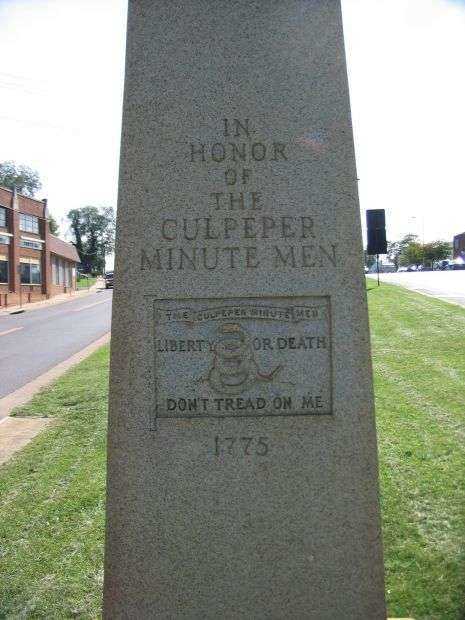 IN
HONOR
OF
THE
CULPEPER
MINUTE MEN
THE CULPEPER MINUTE MEN
LIBERTY OR DEATH
DON'T TREAD ON ME
1775